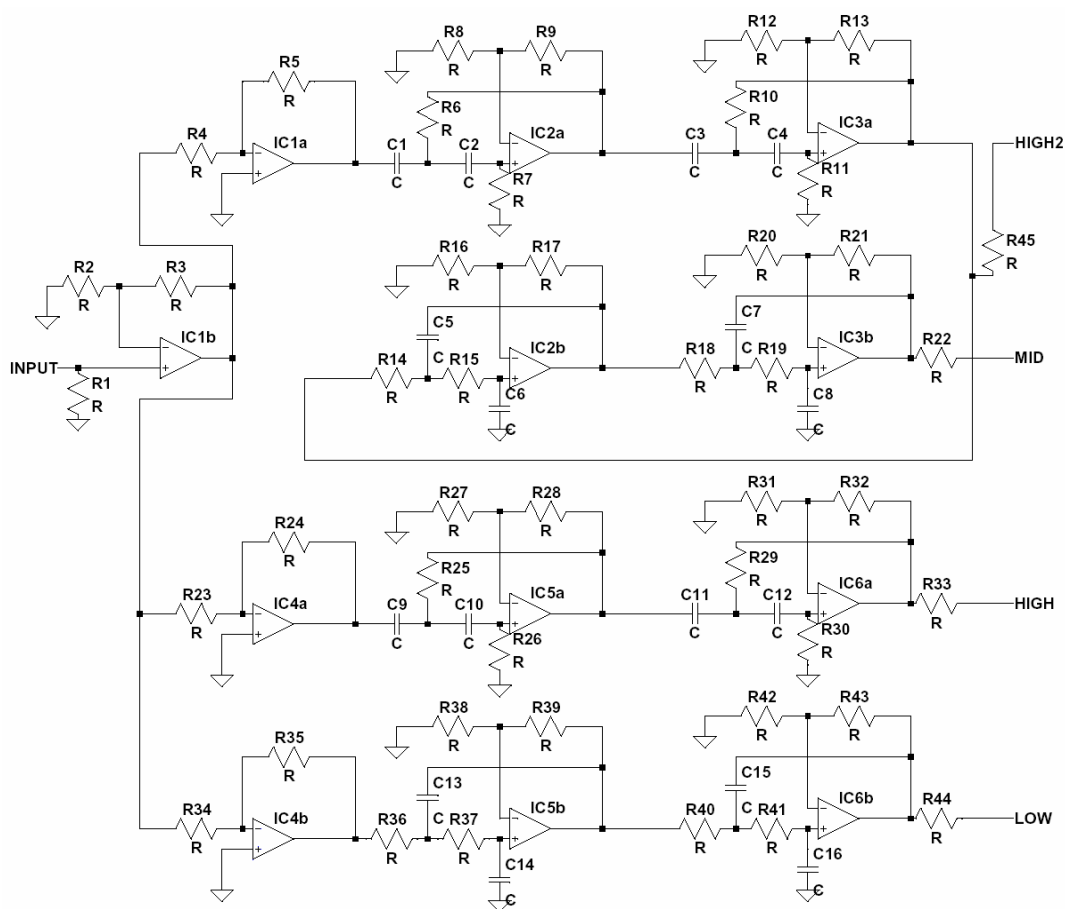 R12
R13
R8
R9
R
R
R
R
R5
R
R6
R
R10
R
R4
R
IC1a
C1
C
C2
C
IC2a
R7
R
C3
C
C4
C
IC3a
R11
R
HIGH2
R45
R
R2
R
R3
R
R16
R
R17
R
R20
R
R21
R
INPUT
IC1b
R1
R
C5
C
IC2b
R14
R
R15
R
C6
C
C7
C
IC3b
R18
R
R19
R
C8
C
R22
R
MID
R27
R
R28
R
R31
R
R32
R
R24
R
R25
R
R29
R
R23
R
IC4a
C9
C
C10
C
IC5a
R26
R
C11
C
C12
C
IC6a
R30
R
R33
R
HIGH
R38
R
R39
R
R42
R
R43
R
R35
R
C13
C
C15
C
R34
R
IC4b
R36
R
R37
R
IC5b
C14
C
R40
R
R41
R
IC6b
C16
C
R44
R
LOW